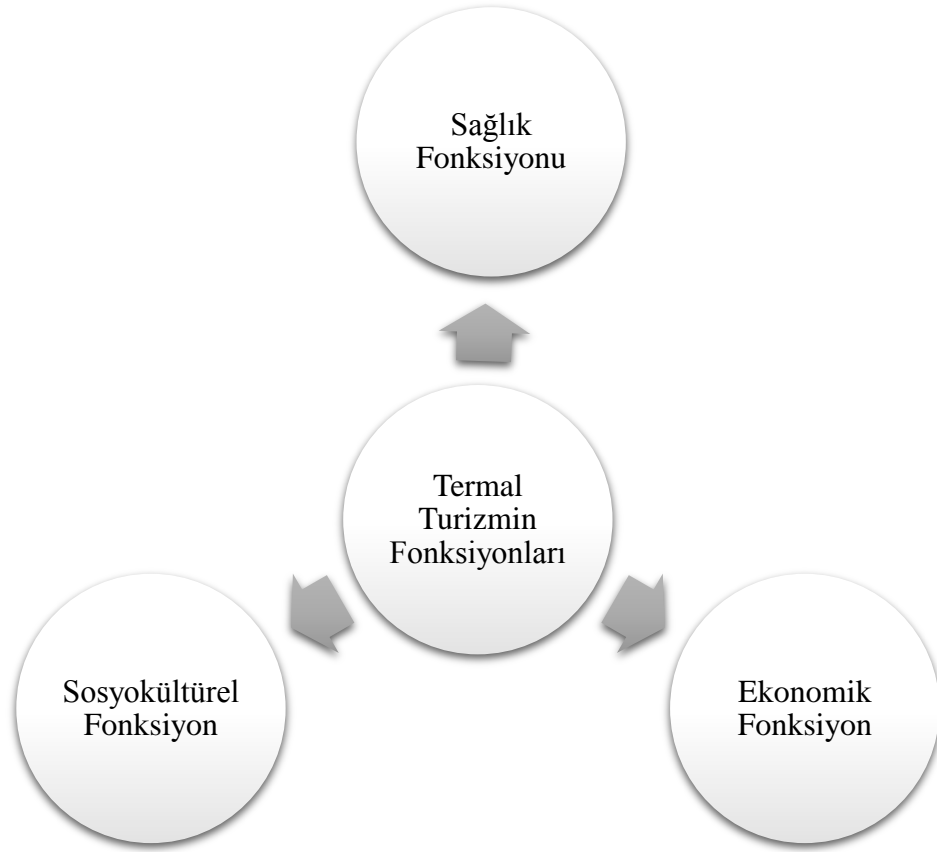 Sağlık
Fonksiyonu
Termal
Turizmin
Fonksiyonları
Sosyokültürel
Fonksiyon
Ekonomik
Fonksiyon